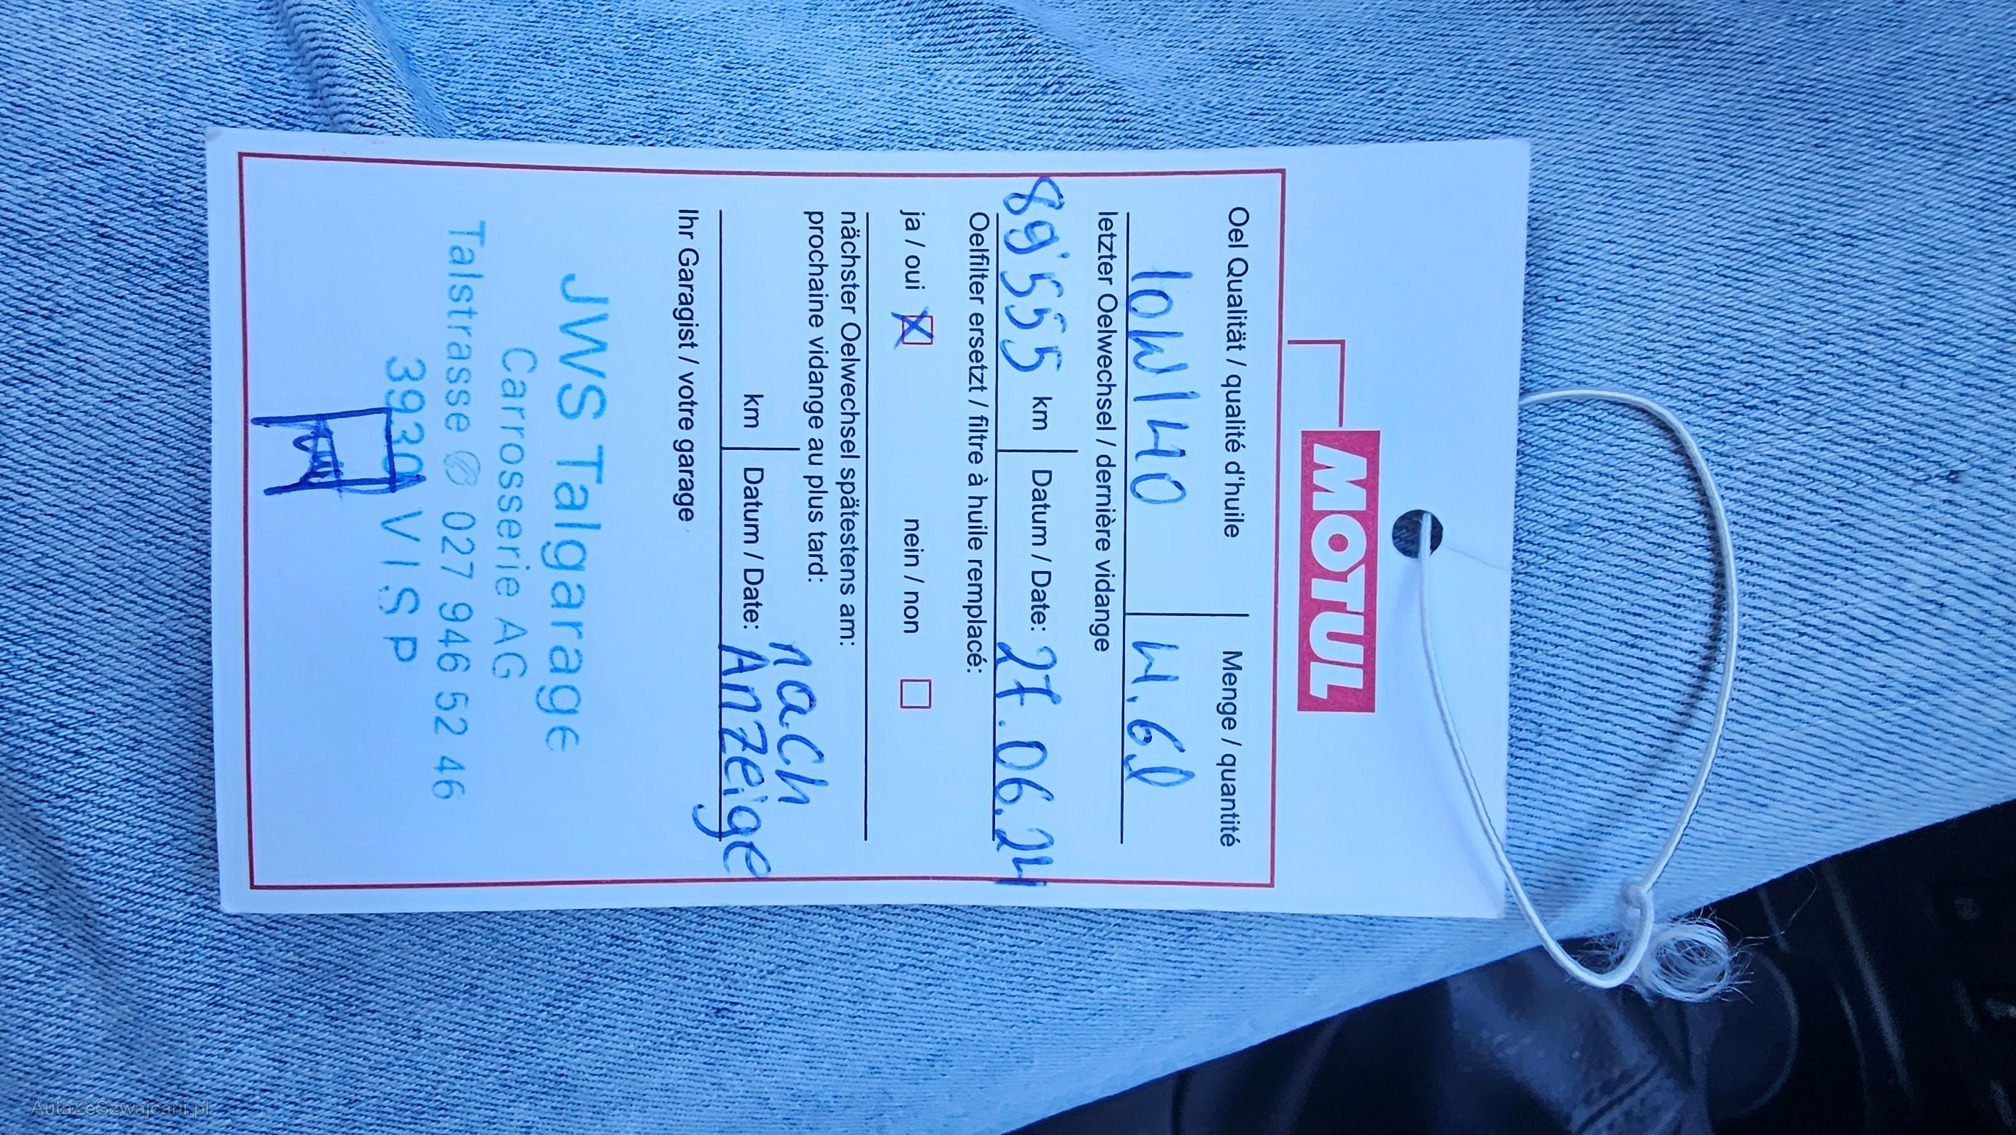 MOTUL
Oel Qualität / qualité d'huile Menge / quantité
10W/40 4.6l
letzter Oelwechsel / dernière vidange
89'555 km Datum / Date: 27.06.24
Oelfilter ersetzt / filtre à huile remplacé:
ja / oui X nein / non
nächster Oelwechsel spätestens am:
prochaine vidange au plus tard:
nach
km Datum / Date: Anzeige
Ihr Garagist / votre garage
JWS Talgarage
Carrosserie AG
Talstrasse ✆ 027 946 52 46
3930 VISP
AutaZeSzwajcarii.pl